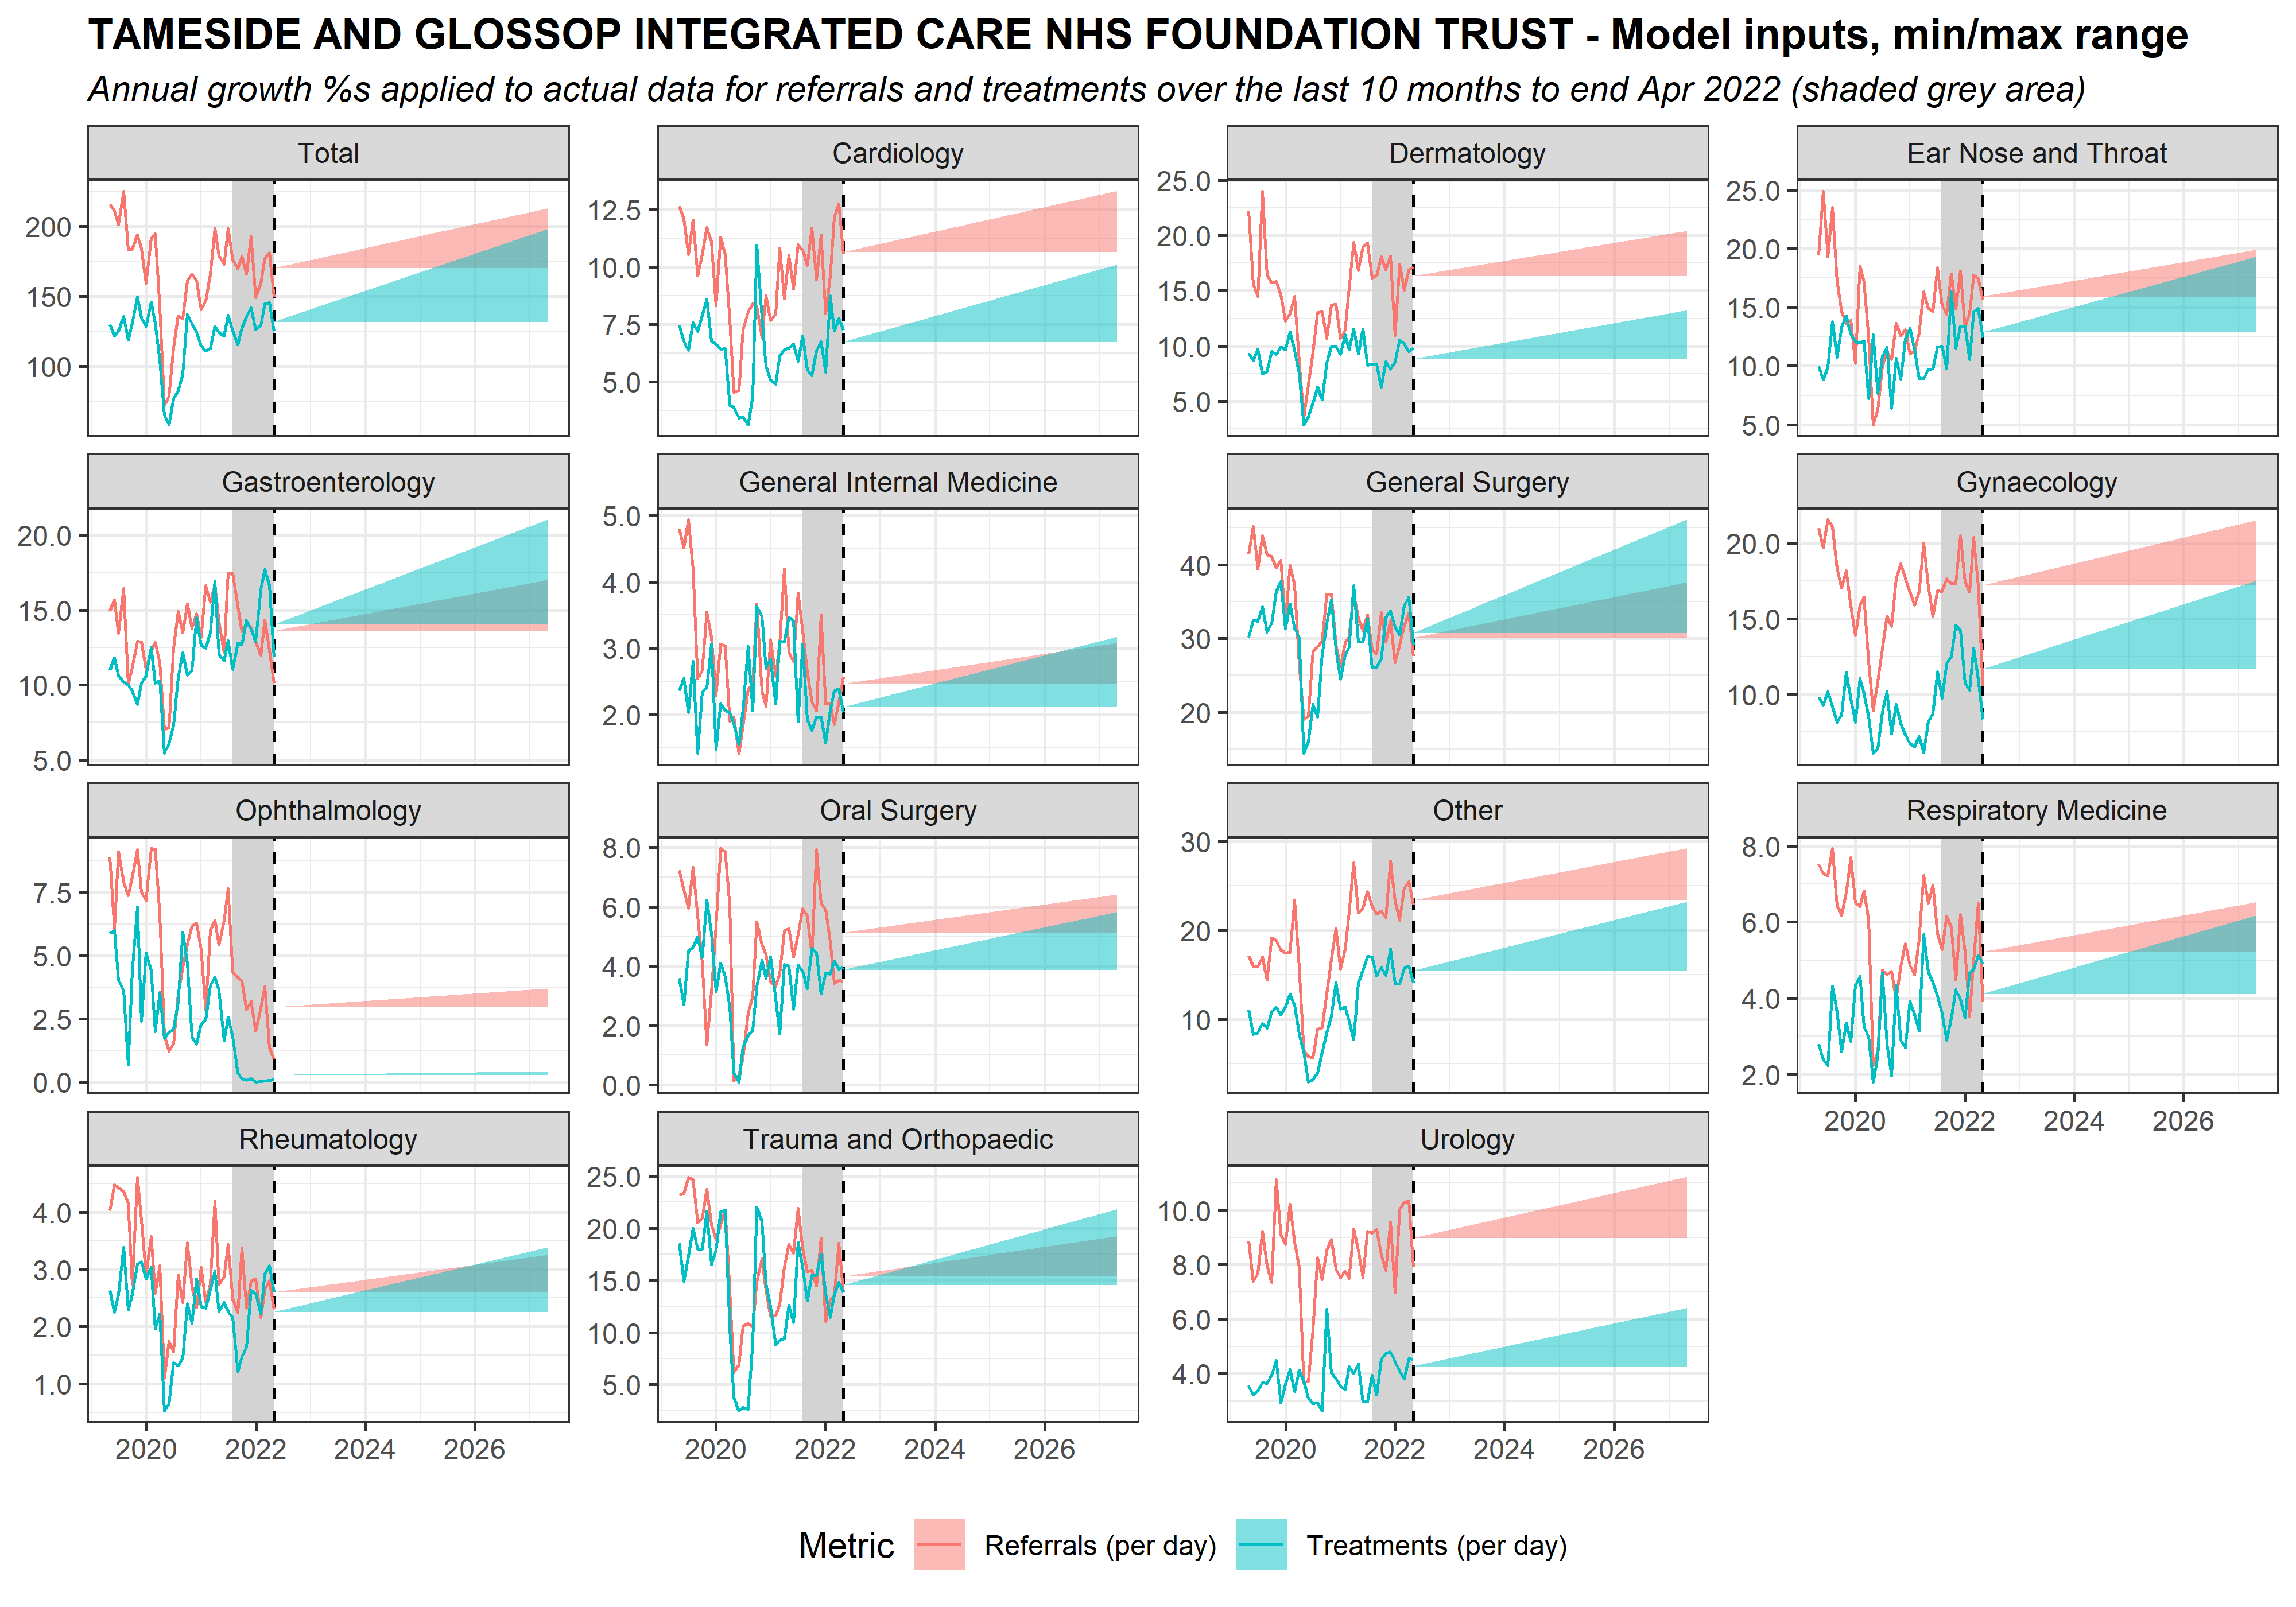 TAMESIDE AND GLOSSOP INTEGRATED CARE NHS FOUNDATION TRUST - Model inputs, min/max range
Annual growth %s applied to actual data for referrals and treatments over the last 10 months to end Apr 2022 (shaded grey area)
Total
200
150
100
Cardiology
12.5
10.0
7.5
5.0
Dermatology
25.0
20.0
15.0
10.0
5.0
Ear Nose and Throat
25.0
20.0
15.0
10.0
5.0
Gastroenterology
20.0
15.0
10.0
5.0
General Internal Medicine
5.0
4.0
3.0
2.0
General Surgery
40
30
20
Gynaecology
20.0
15.0
10.0
Ophthalmology
7.5
5.0
2.5
0.0
Oral Surgery
8.0
6.0
4.0
2.0
0.0
Other
30
20
10
Respiratory Medicine
8.0
6.0
4.0
2.0
2020 2022 2024 2026
Rheumatology
4.0
3.0
2.0
1.0
2020 2022 2024 2026
Trauma and Orthopaedic
25.0
20.0
15.0
10.0
5.0
2020 2022 2024 2026
Urology
10.0
8.0
6.0
4.0
2020 2022 2024 2026
Metric Referrals (per day) Treatments (per day)